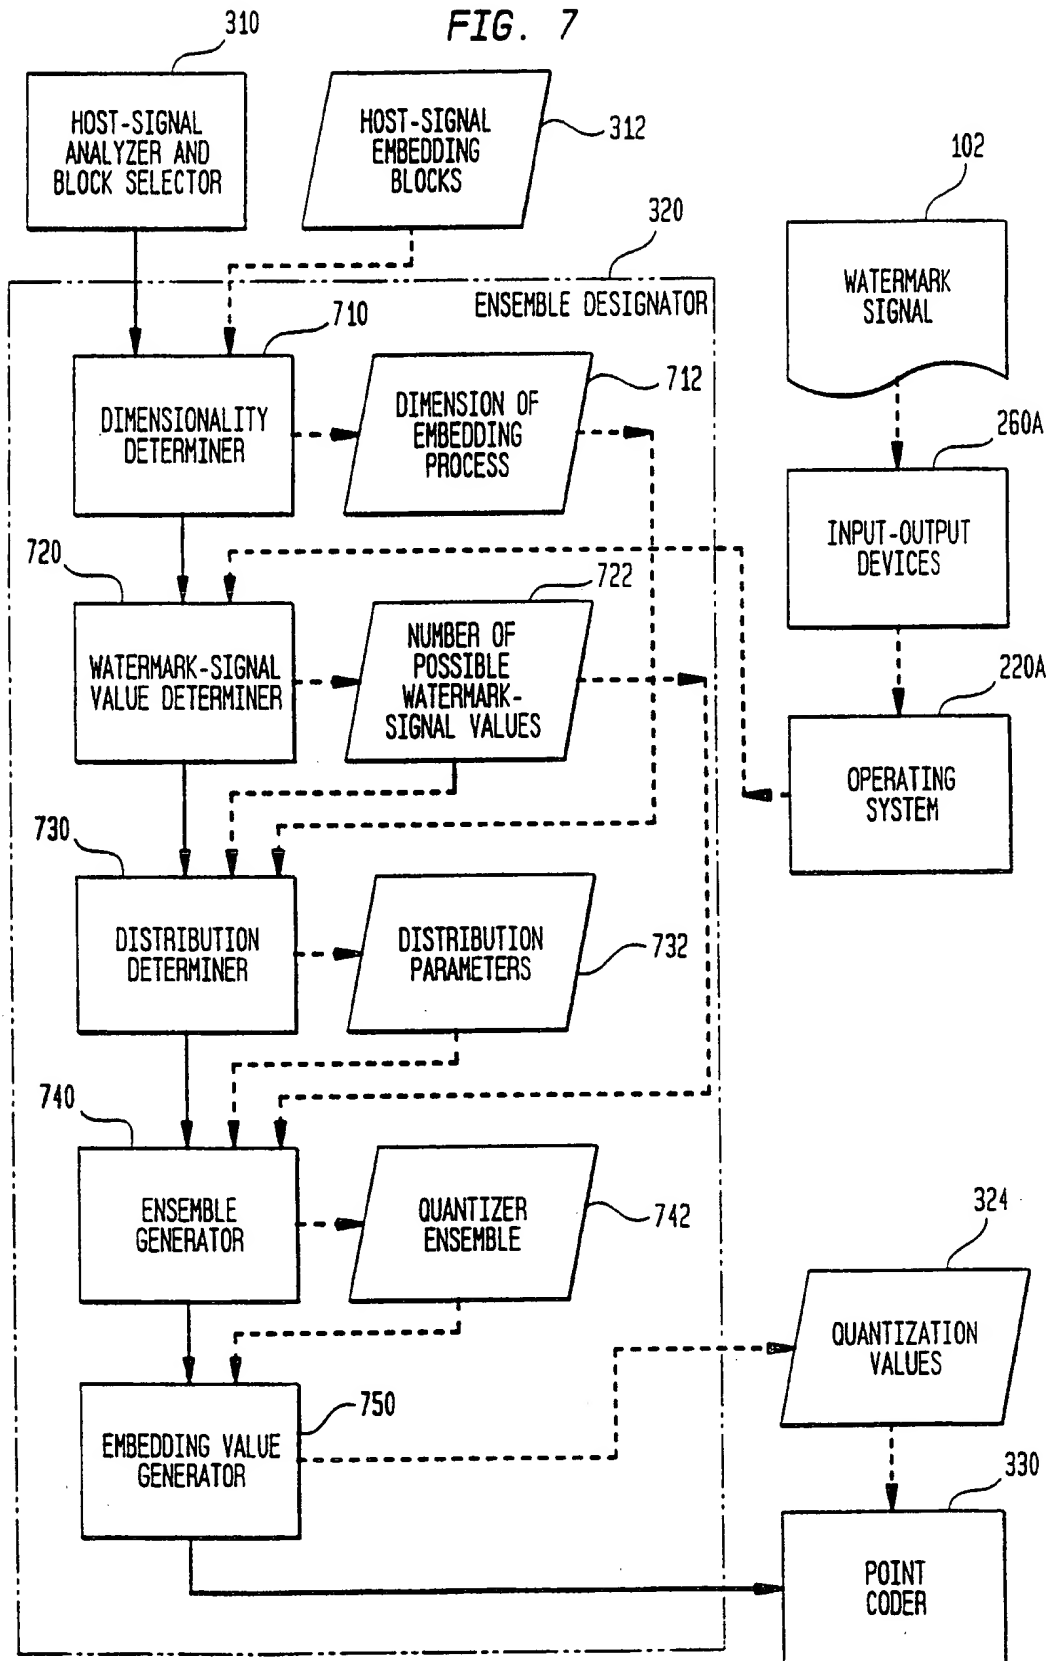 FIG. 7
310
HOST-SIGNAL
ANALYZER AND
BLOCK SELECTOR
HOST-SIGNAL
EMBEDDING
BLOCKS
312
102
WATERMARK
SIGNAL
320
ENSEMBLE DESIGNATOR
710
DIMENSIONALITY
DETERMINER
DIMENSION OF
EMBEDDING
PROCESS
712
260A
INPUT-OUTPUT
DEVICES
720
WATERMARK-SIGNAL
VALUE DETERMINER
722
NUMBER OF
POSSIBLE
WATERMARK-
SIGNAL VALUES
220A
OPERATING
SYSTEM
730
DISTRIBUTION
DETERMINER
DISTRIBUTION
PARAMETERS
732
740
ENSEMBLE
GENERATOR
QUANTIZER
ENSEMBLE
742
324
QUANTIZATION
VALUES
750
EMBEDDING VALUE
GENERATOR
330
POINT
CODER